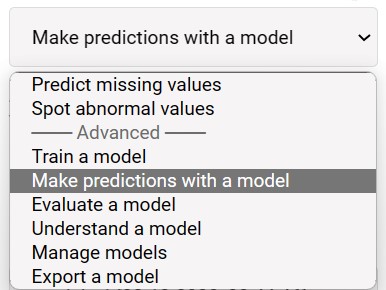 Make predictions with a model
Predict missing values
Spot abnormal values
—— Advanced ——
Train a model
Make predictions with a model
Evaluate a model
Understand a model
Manage models
Export a model